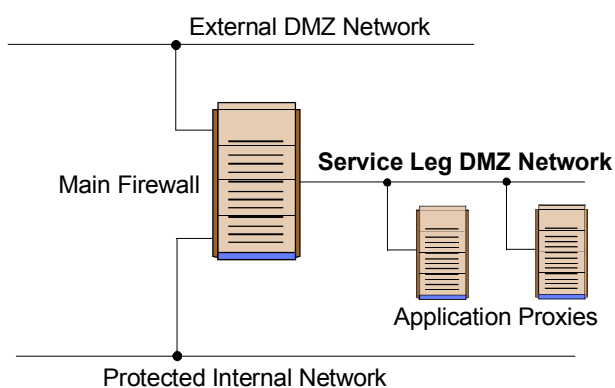 External DMZ Network
Service Leg DMZ Network
Main Firewall
Application Proxies
Protected Internal Network